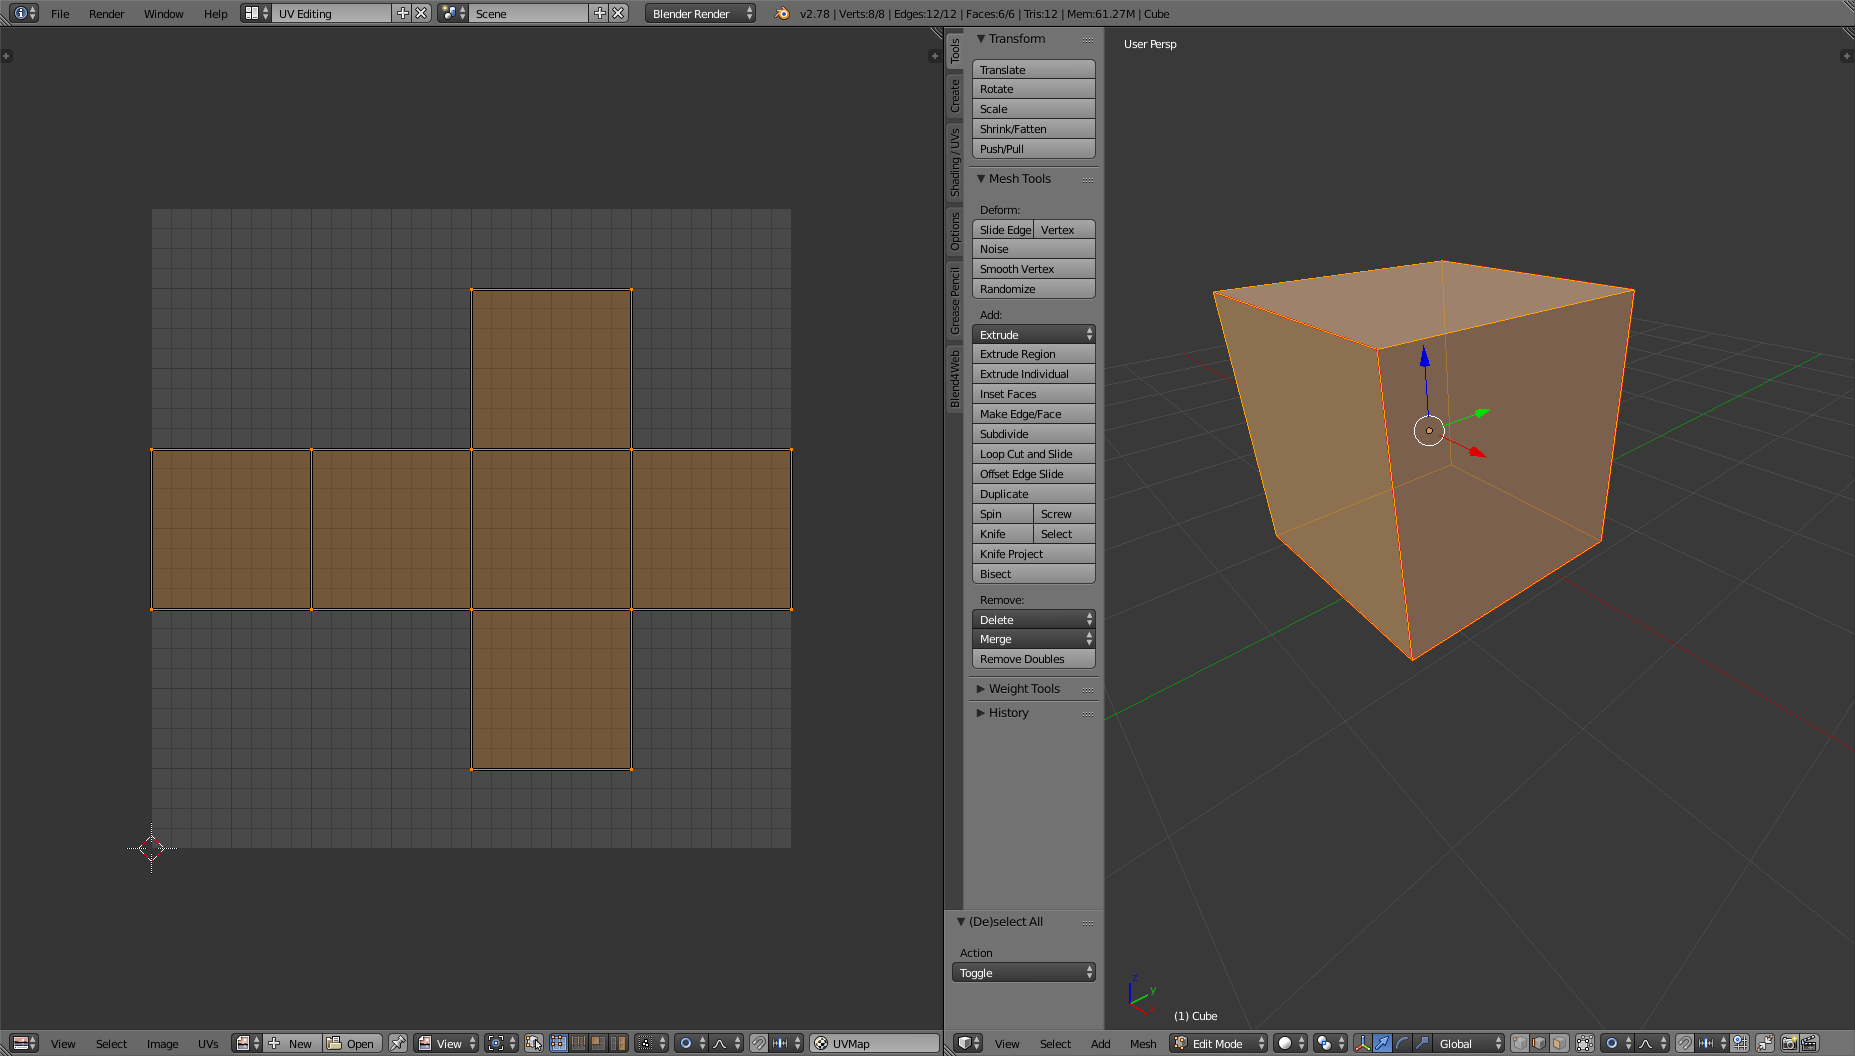 File Render Window Help UV Editing Scene Blender Render v2.78 | Verts:8/8 | Edges:12/12 | Faces:6/6 | Tris:12 | Mem:61.27M | Cube
Tools
Create
Shading / UVs
Options
Grease Pencil
Blend4Web
Transform
Translate
Rotate
Scale
Shrink/Fatten
Push/Pull
Mesh Tools
Deform:
Slide Edge Vertex
Noise
Smooth Vertex
Randomize
Add:
Extrude
Extrude Region
Extrude Individual
Inset Faces
Make Edge/Face
Subdivide
Loop Cut and Slide
Offset Edge Slide
Duplicate
Spin Screw
Knife Select
Knife Project
Bisect
Remove:
Delete
Merge
Remove Doubles
Weight Tools
History
(De)select All
Action
Toggle
User Persp
z
y
x
(1) Cube
View Select Image UVs New Open View UVMap
View Select Add Mesh Edit Mode Global